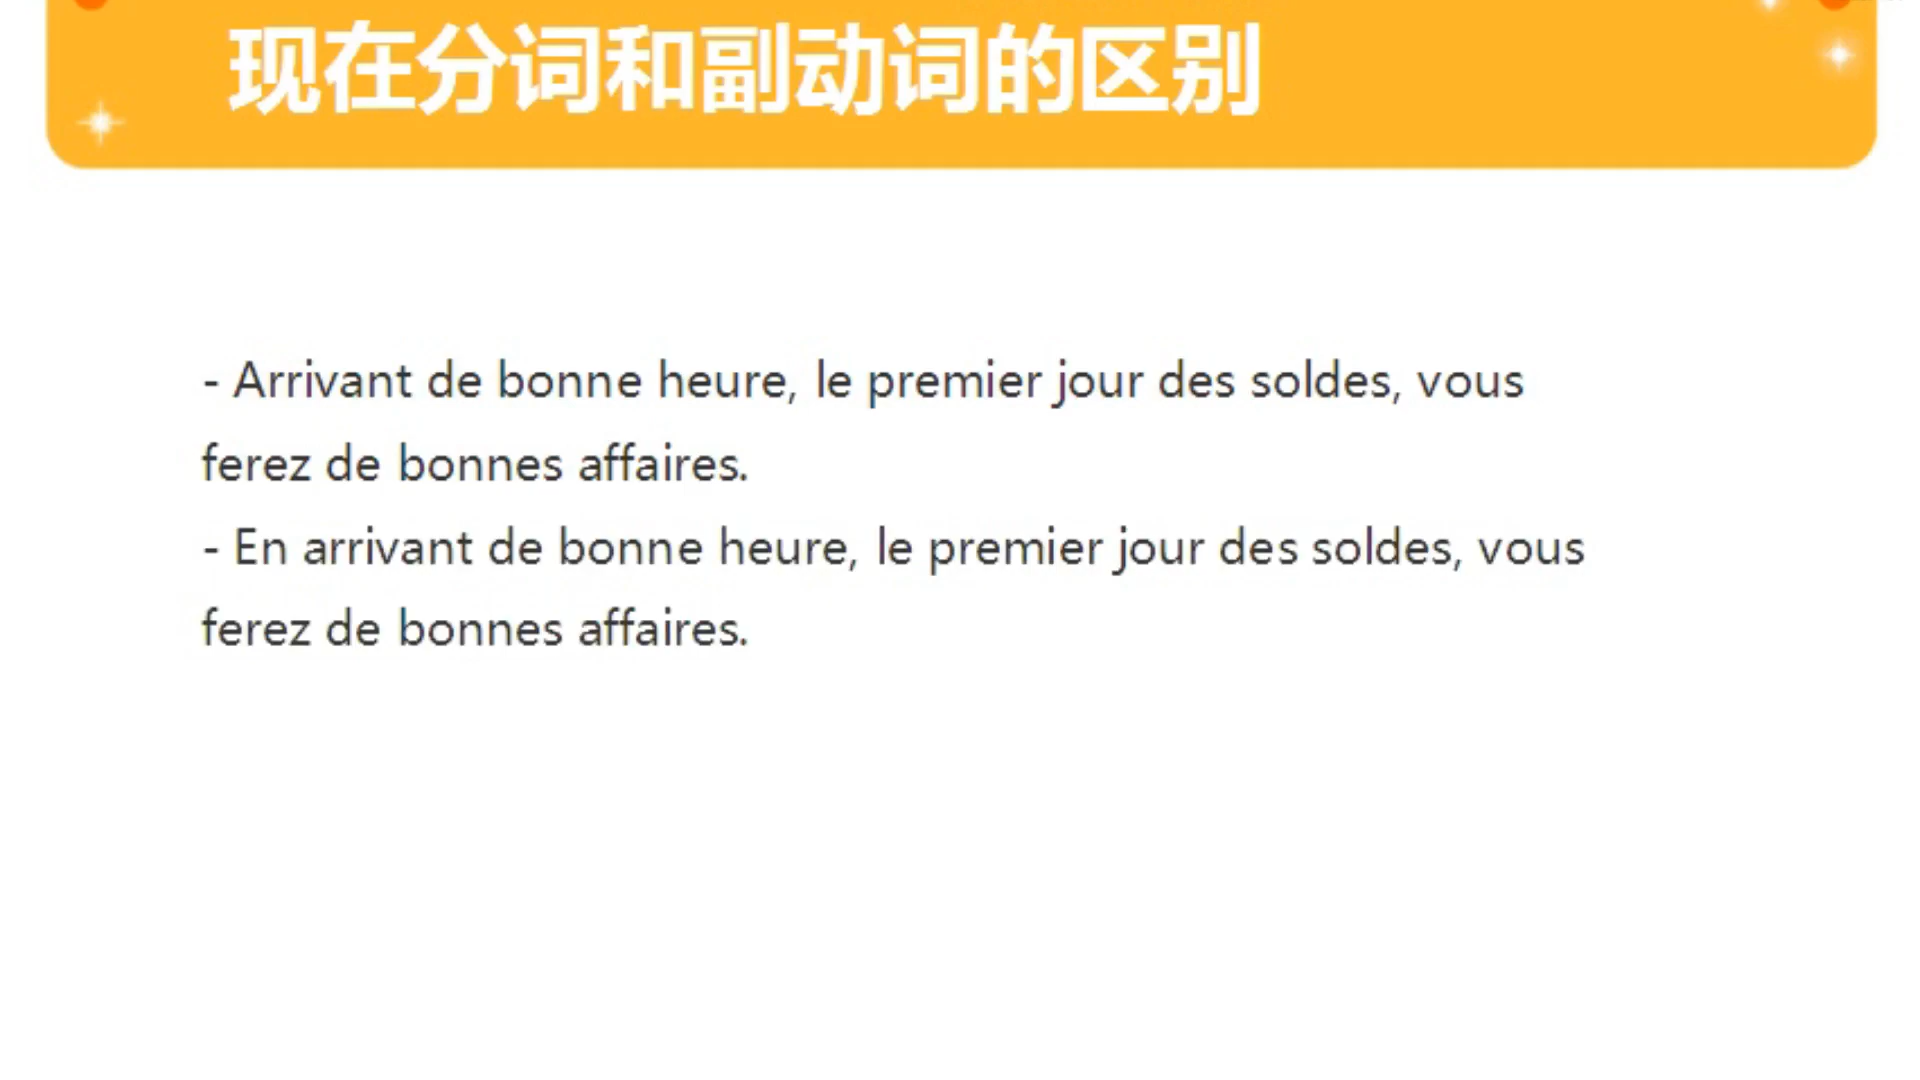 现在分词和副动词的区别
- Arrivant de bonne heure, le premier jour des soldes, vous
ferez de bonnes affaires.
- En arrivant de bonne heure, le premier jour des soldes, vous
ferez de bonnes affaires.